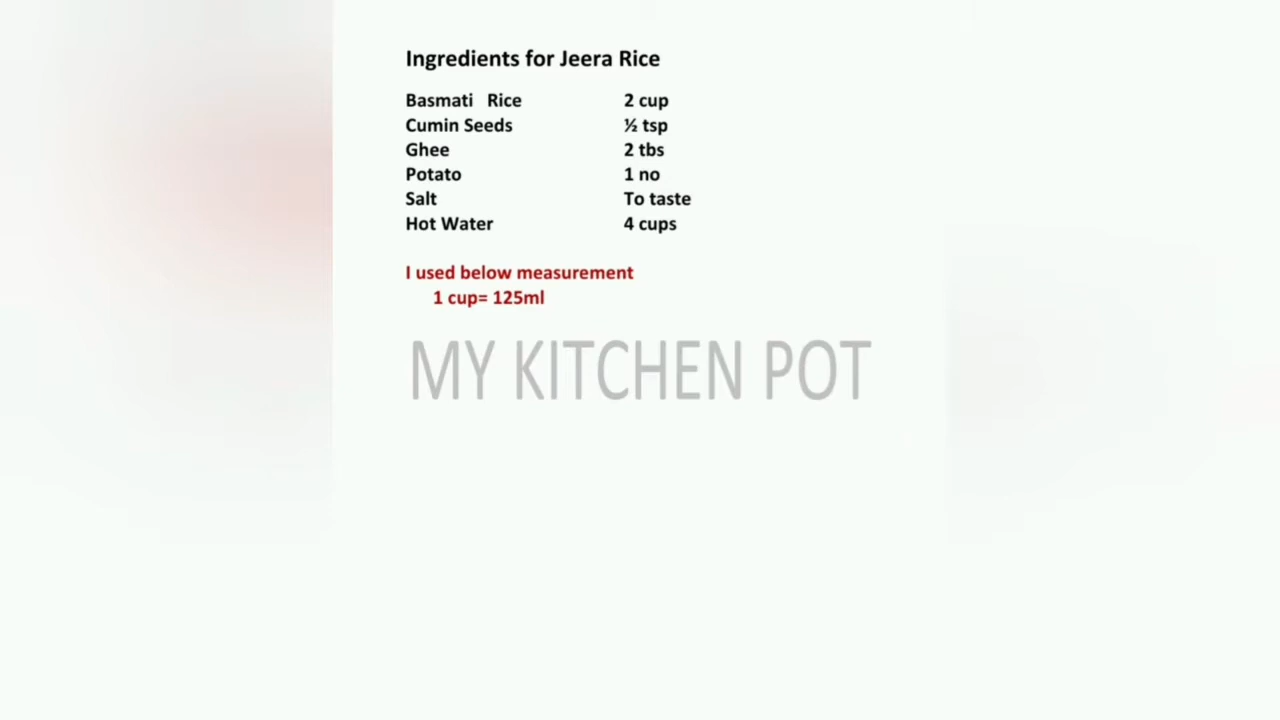 Ingredients for Jeera Rice
Basmati Rice 2 cup
Cumin Seeds ½ tsp
Ghee 2 tbs
Potato 1 no
Salt To taste
Hot Water 4 cups
I used below measurement
1 cup= 125ml
MY KITCHEN POT